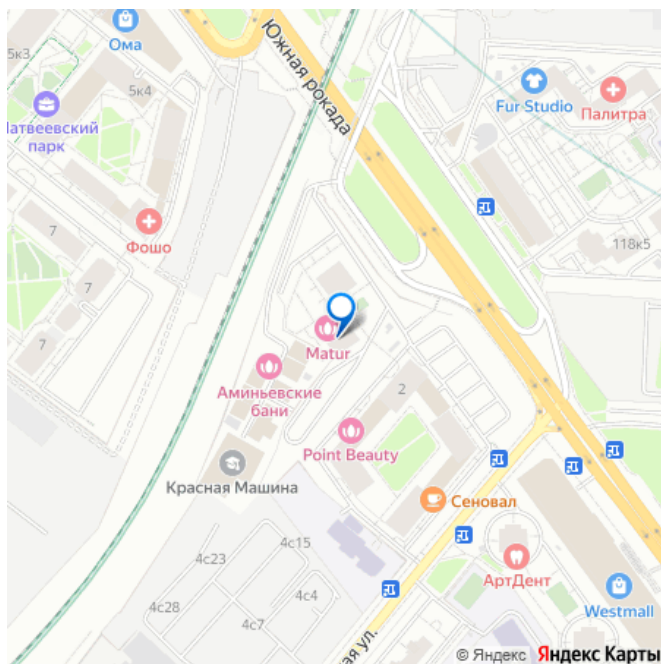 5к3
Ома
5к4
Южная рокада
Fur Studio
Палитра
Матвеевский
парк
Фошо
7
118к5
7
7
Matur
Аминьевские
бани
2
Point Beauty
Красная Машина
Сеновал
4с15
4с23
АртДент
4с4
4с28
Westmall
4с7
ая ул.
© Яндекс Яндекс Карты